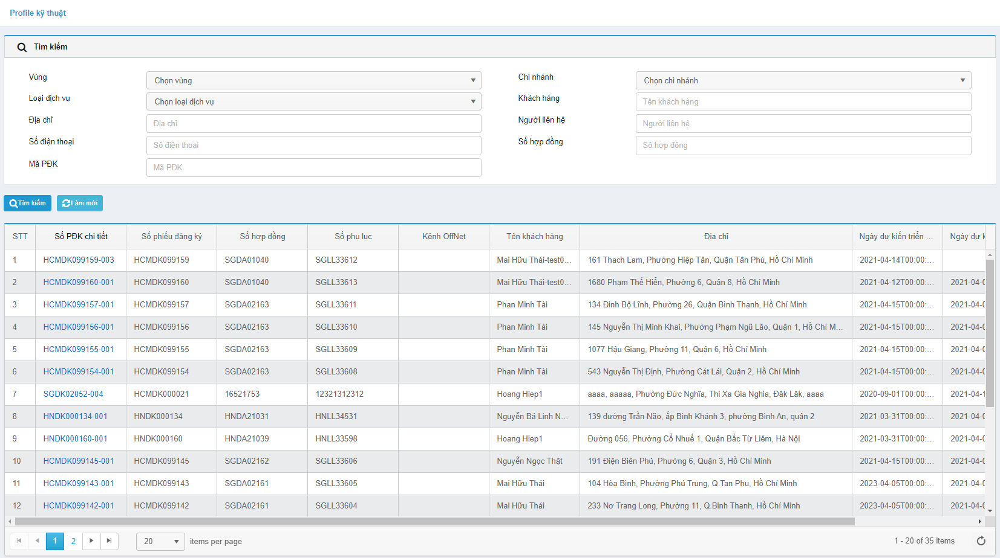 Profile kỹ thuật
Tìm kiếm
Vùng Chọn vùng Chi nhánh Chọn chi nhánh
Loại dịch vụ Chọn loại dịch vụ Khách hàng Tên khách hàng
Địa chỉ Địa chỉ Người liên hệ Người liên hệ
Số điện thoại Số điện thoại Số hợp đồng Số hợp đồng
Mã PĐK Mã PĐK
Tìm kiếm Làm mới
STT Số PĐK chi tiết Số phiếu đăng ký Số hợp đồng Số phụ lục Kênh OffNet Tên khách hàng Địa chỉ Ngày dự kiến triển ... Ngày dự k
1 HCMDK099159-003 HCMDK099159 SGDA01040 SGLL33612 Mai Hữu Thái-test0... 161 Thach Lam, Phường Hiệp Tân, Quận Tân Phú, Hồ Chí Minh 2021-04-14T00:00:...
2 HCMDK099160-001 HCMDK099160 SGDA01040 SGLL33613 Mai Hữu Thái-test0... 1680 Phạm Thế Hiển, Phường 6, Quận 8, Hồ Chí Minh 2021-04-12T00:00:... 2021-04-0
3 HCMDK099157-001 HCMDK099157 SGDA02163 SGLL33611 Phan Minh Tài 134 Đinh Bộ Lĩnh, Phường 26, Quận Bình Thạnh, Hồ Chí Minh 2021-04-15T00:00:... 2021-04-0
4 HCMDK099156-001 HCMDK099156 SGDA02163 SGLL33610 Phan Minh Tài 145 Nguyễn Thị Minh Khai, Phường Phạm Ngũ Lão, Quận 1, Hồ Chí M... 2021-04-15T00:00:... 2021-04-0
5 HCMDK099155-001 HCMDK099155 SGDA02163 SGLL33609 Phan Minh Tài 1077 Hậu Giang, Phường 11, Quận 6, Hồ Chí Minh 2021-04-15T00:00:... 2021-04-0
6 HCMDK099154-001 HCMDK099154 SGDA02163 SGLL33608 Phan Minh Tài 543 Nguyễn Thị Định, Phường Cát Lái, Quận 2, Hồ Chí Minh 2021-04-15T00:00:... 2021-04-0
7 SGDK02052-004 HCMDK000021 16521753 12321312312 Hoang Hiep1 aaaa, aaaaa, Phường Đức Nghĩa, Thi Xa Gia Nghia, Đăk Lăk, aaaa 2020-09-01T00:00:... 2021-04-1
8 HNDK000134-001 HNDK000134 HNDA21031 HNLL34531 Nguyễn Bá Linh N... 139 đường Trần Não, ấp Bình Khánh 3, phường Bình An, quận 2 2021-03-31T00:00:... 2021-04-0
9 HNDK000160-001 HNDK000160 HNDA21039 HNLL33598 Hoang Hiep1 Đường 056, Phường Cổ Nhuế 1, Quận Bắc Từ Liêm, Hà Nội 2021-03-31T00:00:... 2021-04-0
10 HCMDK099145-001 HCMDK099145 SGDA02162 SGLL33606 Nguyễn Ngọc Thật 191 Điện Biên Phủ, Phường 6, Quận 3, Hồ Chí Minh 2021-04-15T00:00:... 2021-04-0
11 HCMDK099143-001 HCMDK099143 SGDA02161 SGLL33605 Mai Hữu Thái 104 Hòa Bình, Phường Phú Trung, Q.Tan Phu, Hồ Chí Minh 2023-04-05T00:00:... 2021-04-0
12 HCMDK099142-001 HCMDK099142 SGDA02161 SGLL33604 Mai Hữu Thái 233 Nơ Trang Long, Phường 11, Q.Binh Thanh, Hồ Chí Minh 2023-04-05T00:00:... 2021-04-0
1 2 20 items per page 1 - 20 of 35 items